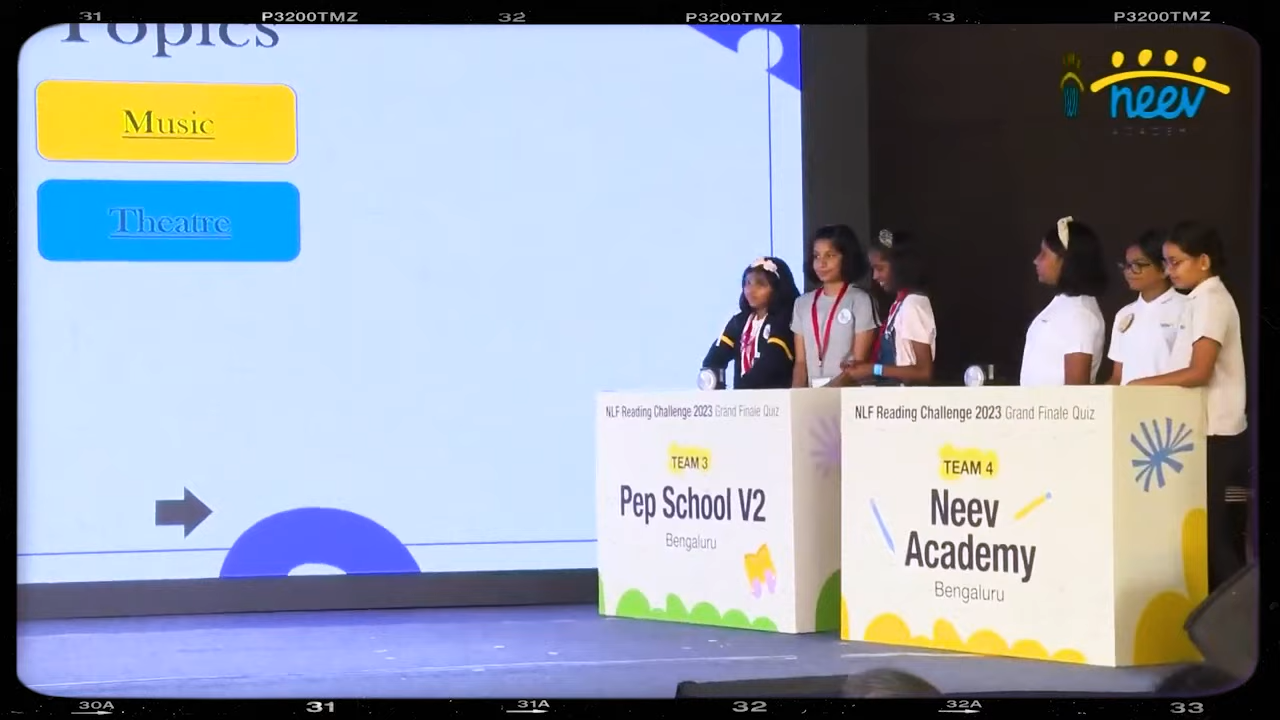 31
P3200TMZ
32
P3200TMZ
33
P3200TMZ
Topics
Music
Theatre
neev
ACADEMY
NLF Reading Challenge 2023 Grand Finale Quiz
TEAM 3
Pep School V2
Bengaluru
NLF Reading Challenge 2023 Grand Finale Quiz
TEAM 4
Neev
Academy
Bengaluru
30A
31
31A
32
32A
33